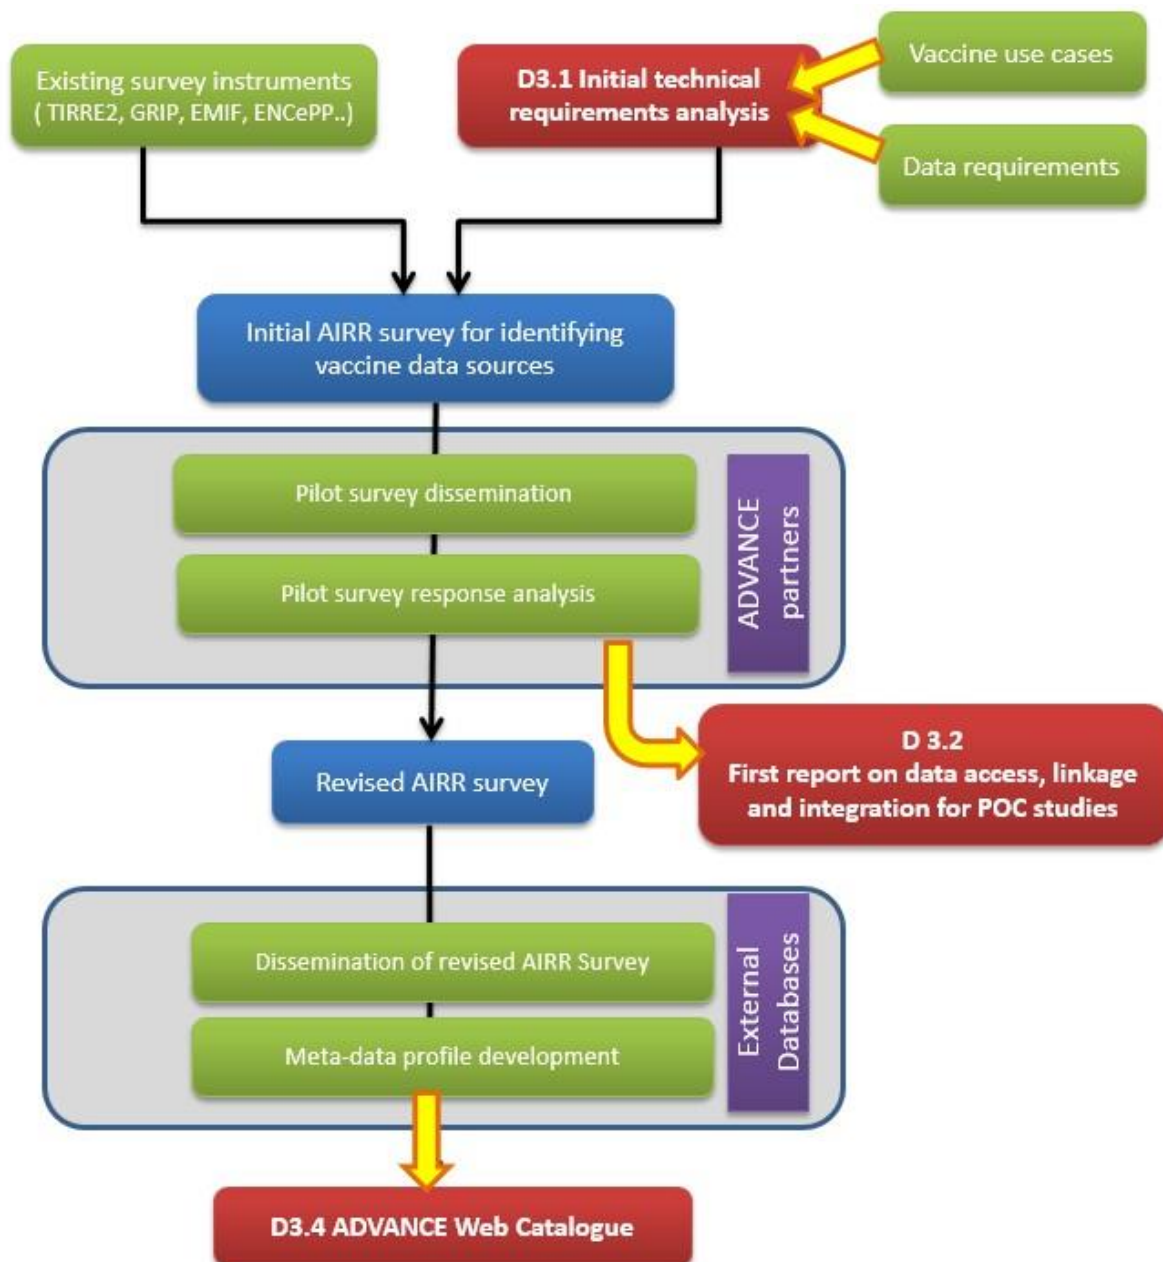 Existing survey instruments
( TIRRE2, GRIP, EMIF, ENCePP..)
D3.1 Initial technical
requirements analysis
Vaccine use cases
Data requirements
Initial AIRR survey for identifying
vaccine data sources
Pilot survey dissemination
Pilot survey response analysis
ADVANCE
partners
Revised AIRR survey
D 3.2
First report on data access, linkage
and integration for POC studies
Dissemination of revised AIRR Survey
Meta-data profile development
External
Databases
D3.4 ADVANCE Web Catalogue